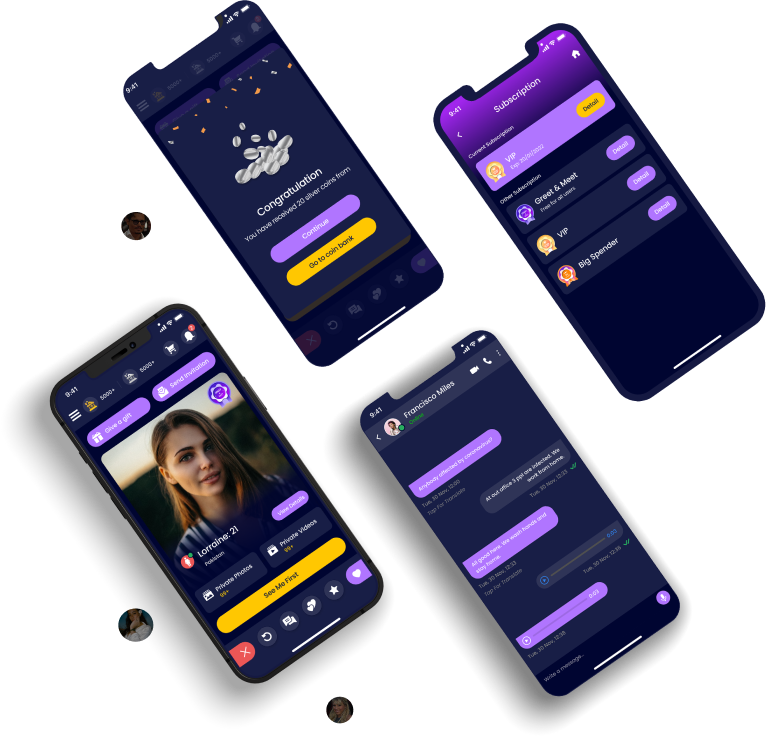 9:41
5000+
5000+
Congratulation
You have received 20 silver coins from
Continue
Go to coin bank
9:41
Subscription
Current Subscription
VIP
Exp: 20/01/2022
Detail
Other Subscription
Greet & Meet
Free for all users
Detail
VIP
Detail
Big Spender
Detail
9:41
5000+
5000+
2
Give a gift
Send Invitation
Lorraine: 21
Pakistan
View Details
Private Photos
99+
Private Videos
99+
See Me First
9:41
Francisco Miles
Online
Anybody affected by coronavirus?
Tue, 30 Nov, 12:00
Tap for Translate
At out office 3 ppl are infected. We
work from home.
Tue, 30 Nov, 12:33
All good here. We wash hands and
stay home.
Tue, 30 Nov, 12:33
Tap for Translate
0:03
Tue, 30 Nov, 12:35
0:03
Tue, 30 Nov, 12:38
Write a message...